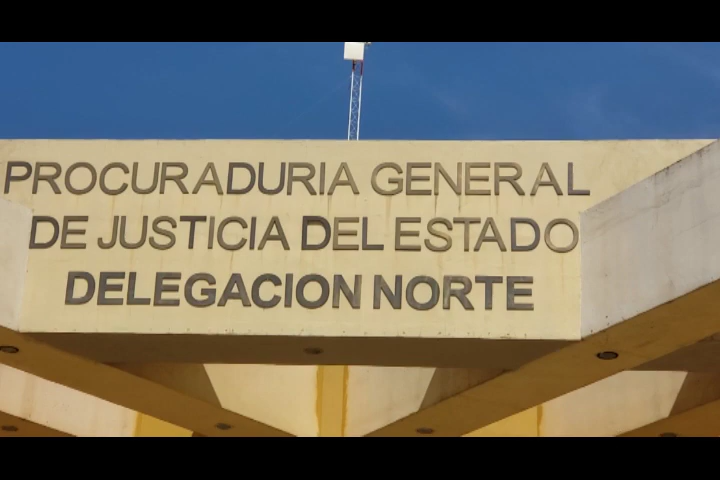 PROCURADURIA GENERAL
DE JUSTICIA DEL ESTADO
DELEGACION NORTE